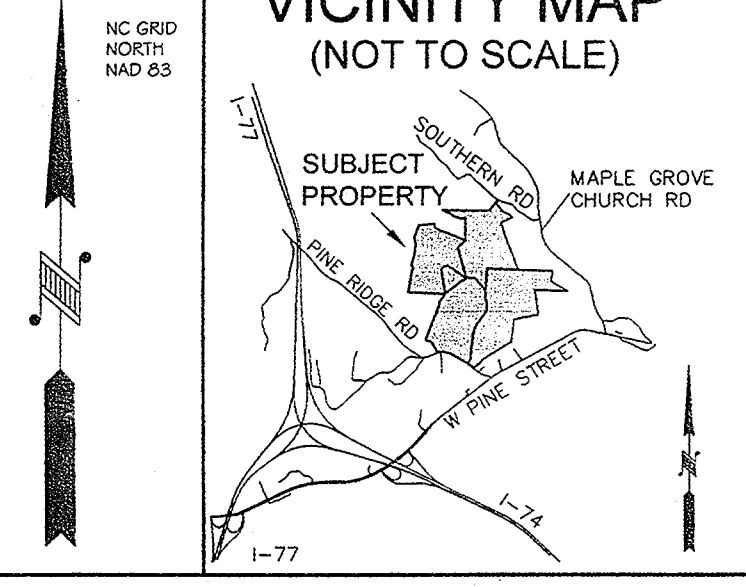 NC GRID
NORTH
NAD 83
VICINITY MAP
(NOT TO SCALE)
I-77
SOUTHERN RD
SUBJECT
PROPERTY
MAPLE GROVE
CHURCH RD
PINE RIDGE RD
W PINE STREET
I-74
I-77
N
N